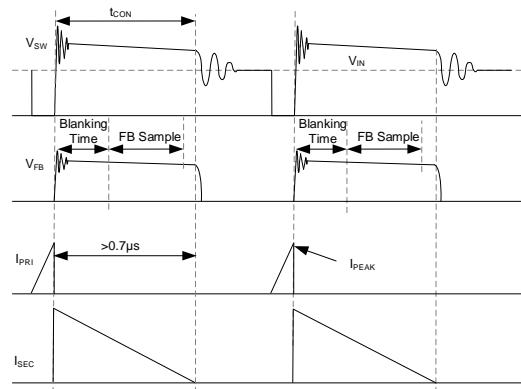 tCON
VSW
VIN
Blanking Time
FB Sample
Blanking Time
FB Sample
VFB
>0.7µs
IPRI
IPEAK
ISEC